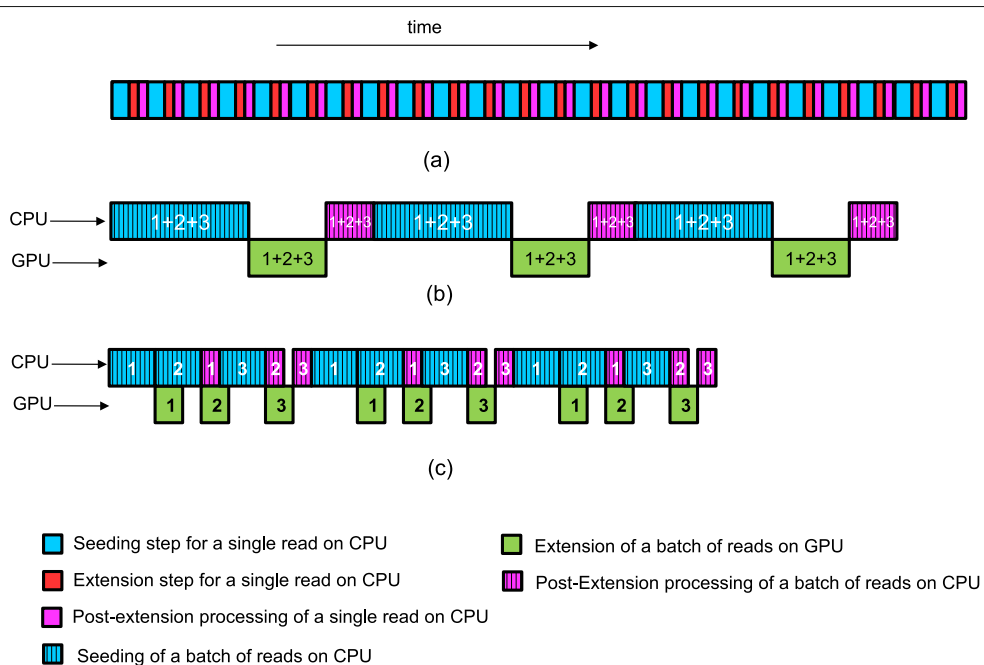 time
(a)
CPU
1+2+3 1+2+3 1+2+3 1+2+3 1+2+3 1+2+3
GPU
1+2+3 1+2+3 1+2+3
(b)
CPU
1 2 1 3 2 3 1 2 1 3 2 3 1 2 1 3 2 3
GPU
1 2 3 1 2 3 1 2 3
(c)
Seeding step for a single read on CPU
Extension step for a single read on CPU
Post-extension processing of a single read on CPU
Seeding of a batch of reads on CPU
Extension of a batch of reads on GPU
Post-Extension processing of a batch of reads on CPU